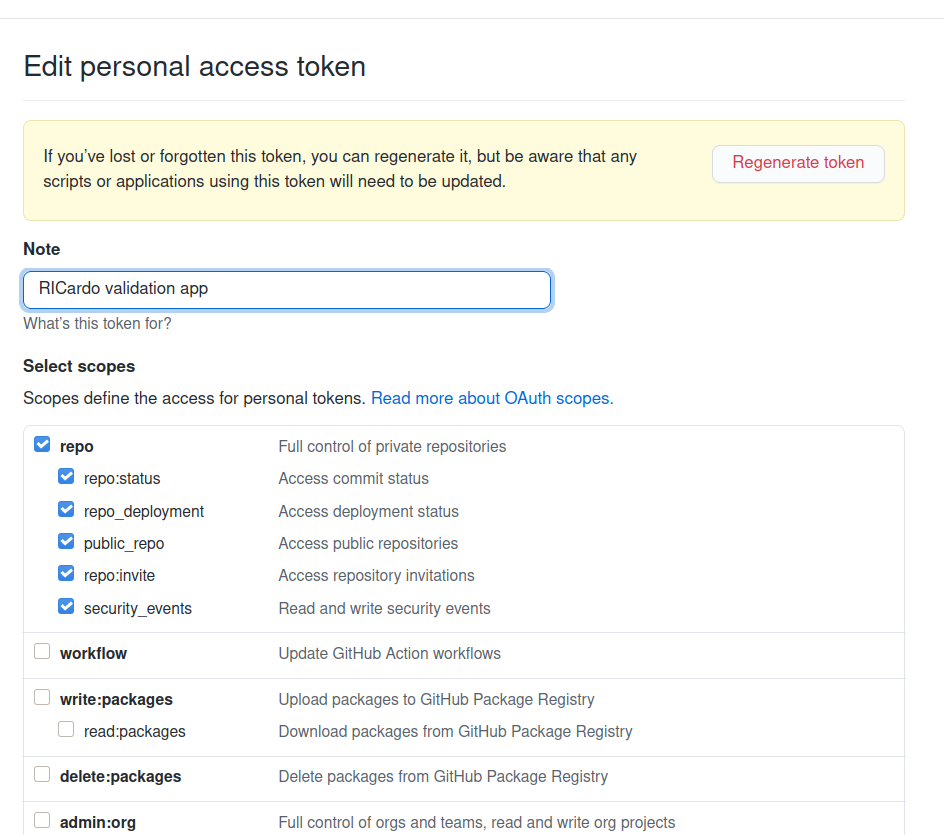 Edit personal access token
If you've lost or forgotten this token, you can regenerate it, but be aware that any
scripts or applications using this token will need to be updated.
Regenerate token
Note
RICardo validation app
What's this token for?
Select scopes
Scopes define the access for personal tokens. Read more about OAuth scopes.
repo Full control of private repositories
repo:status Access commit status
repo_deployment Access deployment status
public_repo Access public repositories
repo:invite Access repository invitations
security_events Read and write security events
workflow Update GitHub Action workflows
write:packages Upload packages to GitHub Package Registry
read:packages Download packages from GitHub Package Registry
delete:packages Delete packages from GitHub Package Registry
admin:org Full control of orgs and teams, read and write org projects